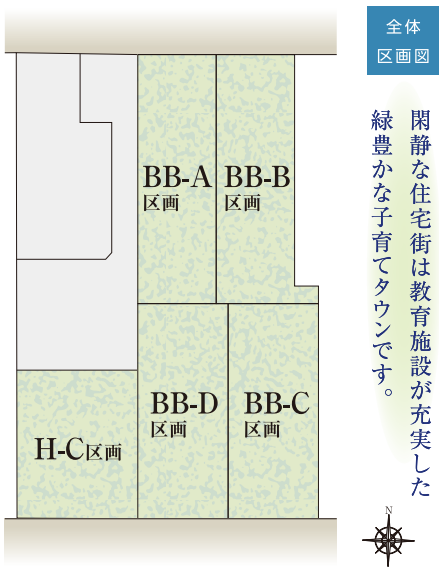 全体
区画図
閑静な住宅街は教育施設が充実した
緑豊かな子育てタウンです。
BB-A
区画
BB-B
区画
BB-D
区画
BB-C
区画
H-C区画
N